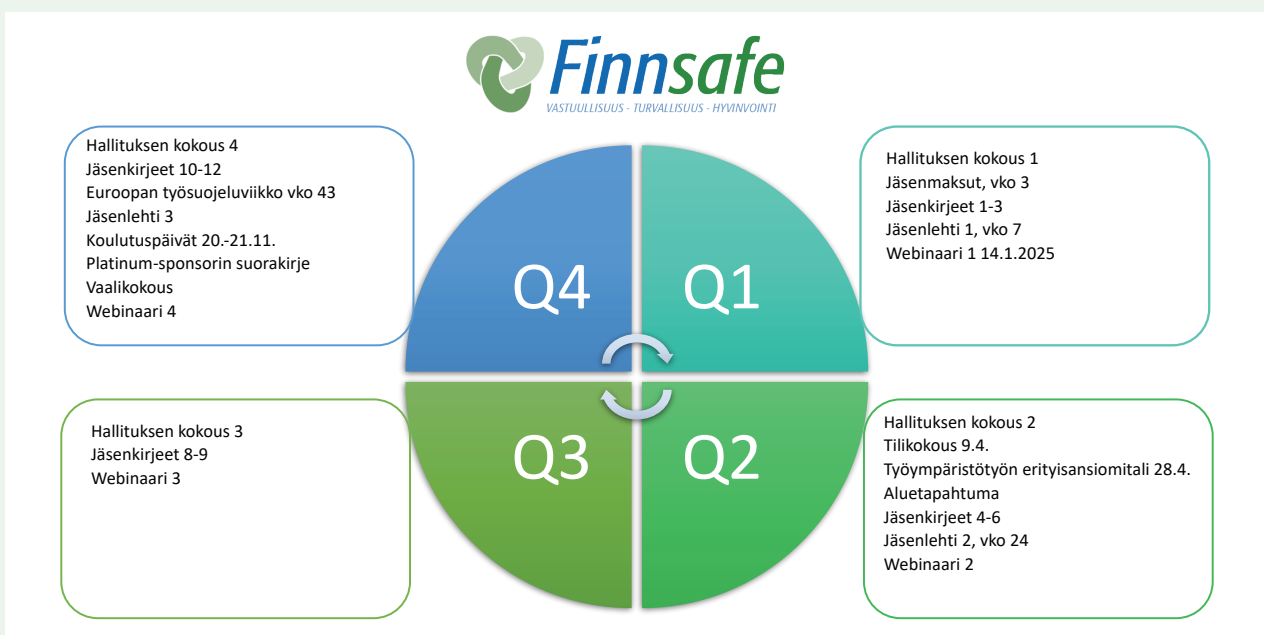 Finnsafe
VASTUULLISUUS - TURVALLISUUS - HYVINVOINTI
Hallituksen kokous 4
Jäsenkirjeet 10-12
Euroopan työsuojeluviikko vko 43
Jäsenlehti 3
Koulutuspäivät 20.-21.11.
Platinum-sponsorin suorakirje
Vaalikokous
Webinaari 4
Q4
Q1
Hallituksen kokous 1
Jäsenmaksut, vko 3
Jäsenkirjeet 1-3
Jäsenlehti 1, vko 7
Webinaari 1 14.1.2025
Hallituksen kokous 3
Jäsenkirjeet 8-9
Webinaari 3
Q3
Q2
Hallituksen kokous 2
Tilikokous 9.4.
Työympäristötyön erityisansiomitali 28.4.
Aluetapahtuma
Jäsenkirjeet 4-6
Jäsenlehti 2, vko 24
Webinaari 2